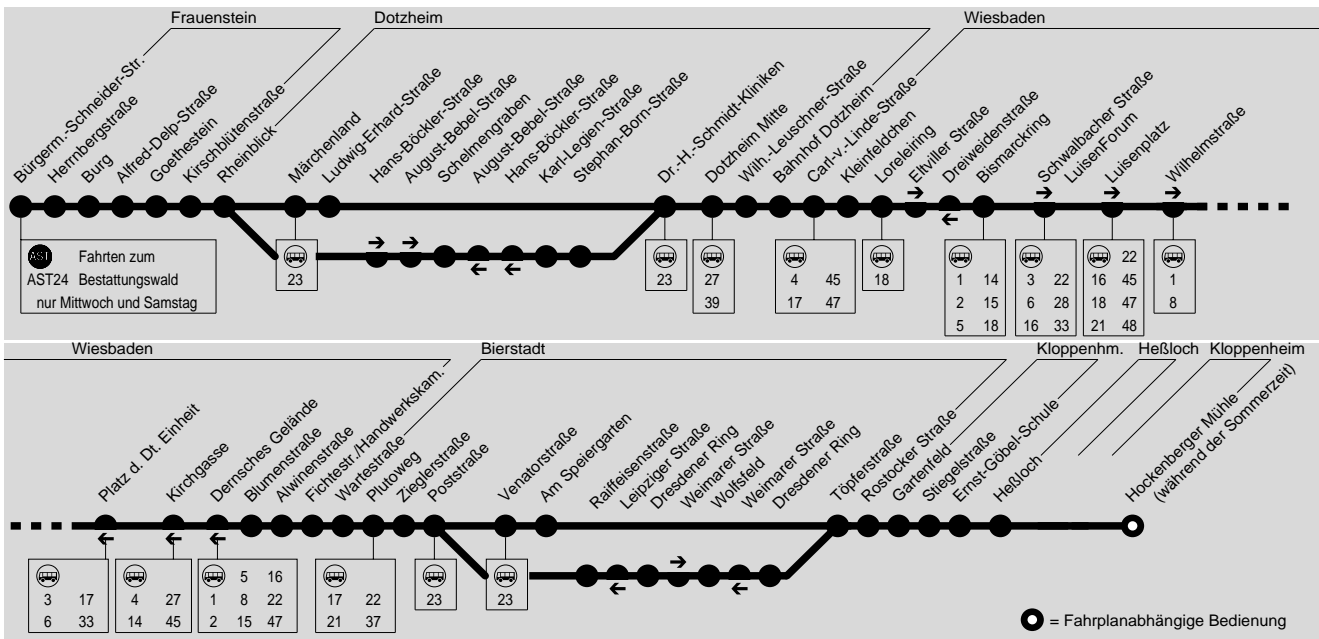 Frauenstein
Dotzheim
Wiesbaden
Bürgerm.-Schneider-Str.
Herrnbergstraße
Burg
Alfred-Delp-Straße
Goethestein
Kirschblütenstraße
Rheinblick
Märchenland
Ludwig-Erhard-Straße
Hans-Böckler-Straße
August-Bebel-Straße
Schelmengraben
August-Bebel-Straße
Hans-Böckler-Straße
Karl-Legien-Straße
Stephan-Born-Straße
Dr.-H.-Schmidt-Kliniken
Dotzheim Mitte
Wilh.-Leuschner-Straße
Bahnhof Dotzheim
Carl-v.-Linde-Straße
Kleinfeldchen
Loreleiring
Eltviller Straße
Dreiweidenstraße
Bismarckring
Schwalbacher Straße
LuisenForum
Luisenplatz
Wilhelmstraße
AST Fahrten zum
AST24 Bestattungswald
nur Mittwoch und Samstag
23
23
27
39
4 45
17 47
18
1 14
2 15
5 18
3 22
6 28
16 33
22
16 45
18 47
21 48
1
8
Wiesbaden
Bierstadt
Kloppenhm.
Heßloch
Kloppenheim
Platz d. Dt. Einheit
Kirchgasse
Dernsches Gelände
Blumenstraße
Alwinenstraße
Fichtestr./Handwerkskam.
Wartestraße
Plutoweg
Zieglerstraße
Poststraße
Venatorstraße
Am Speiergarten
Raiffeisenstraße
Leipziger Straße
Dresdener Ring
Weimarer Straße
Wolfsfeld
Weimarer Straße
Dresdener Ring
Töpferstraße
Rostocker Straße
Gartenfeld
Stiegelstraße
Ernst-Göbel-Schule
Heßloch
Hockenberger Mühle
(während der Sommerzeit)
3 17
6 33
4 27
14 45
5 16
1 8 22
2 15 47
17 22
21 37
23
23
= Fahrplanabhängige Bedienung